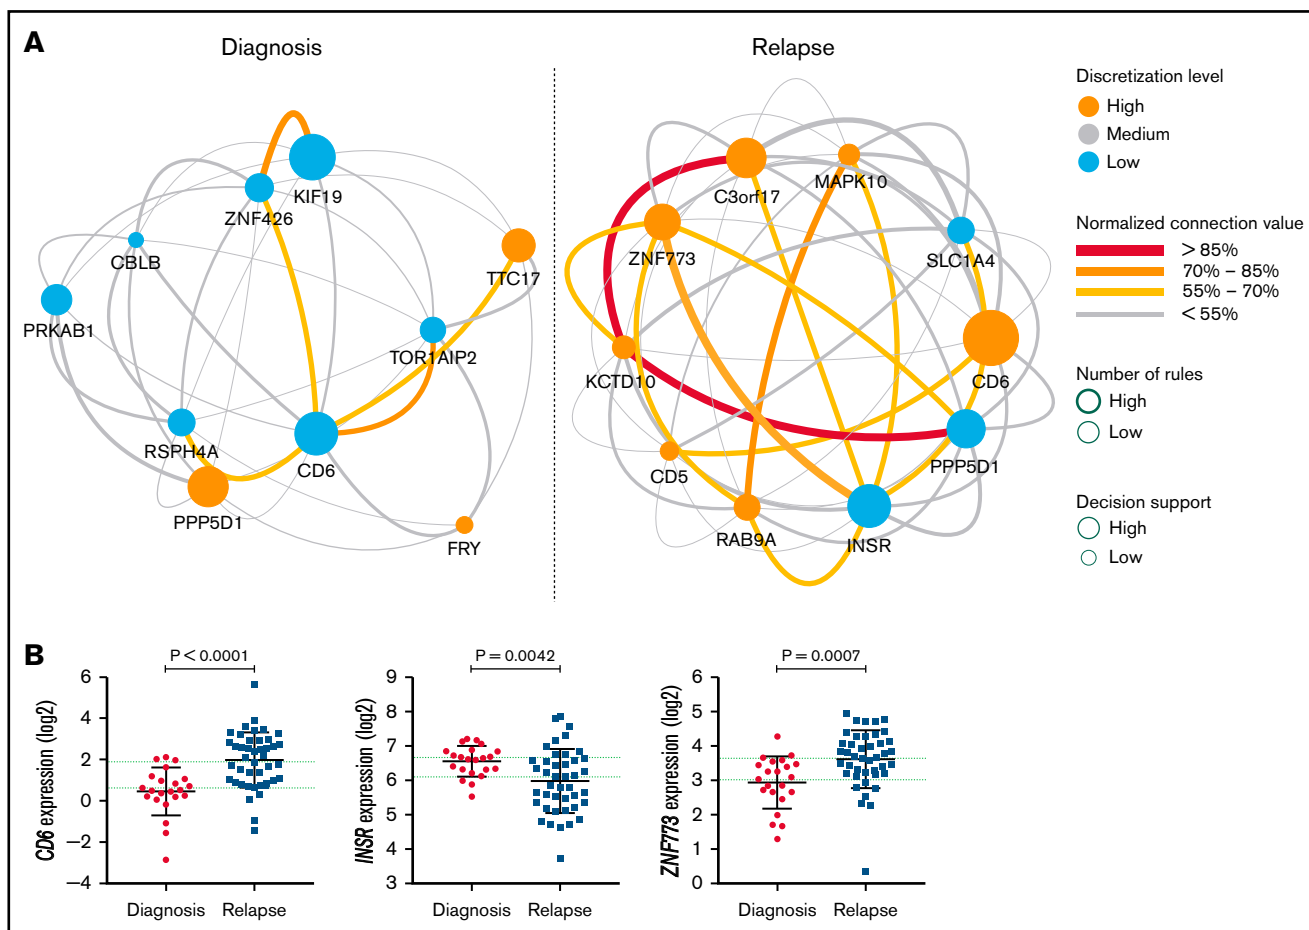 A
Diagnosis
Relapse
KIF19
ZNF426
CBLB
TTC17
PRKAB1
TOR1AIP2
RSPH4A
CD6
PPP5D1
FRY
C3orf17
MAPK10
ZNF773
SLC1A4
KCTD10
CD6
CD5
PPP5D1
RAB9A
INSR
Discretization level
High
Medium
Low
Normalized connection value
> 85%
70% – 85%
55% – 70%
< 55%
Number of rules
High
Low
Decision support
High
Low
B
P < 0.0001
CD6 expression (log2)
6
4
2
0
–2
–4
Diagnosis
Relapse
P = 0.0042
INSR expression (log2)
9
8
7
6
5
4
3
Diagnosis
Relapse
P = 0.0007
ZNF773 expression (log2)
6
5
4
3
2
1
0
Diagnosis
Relapse